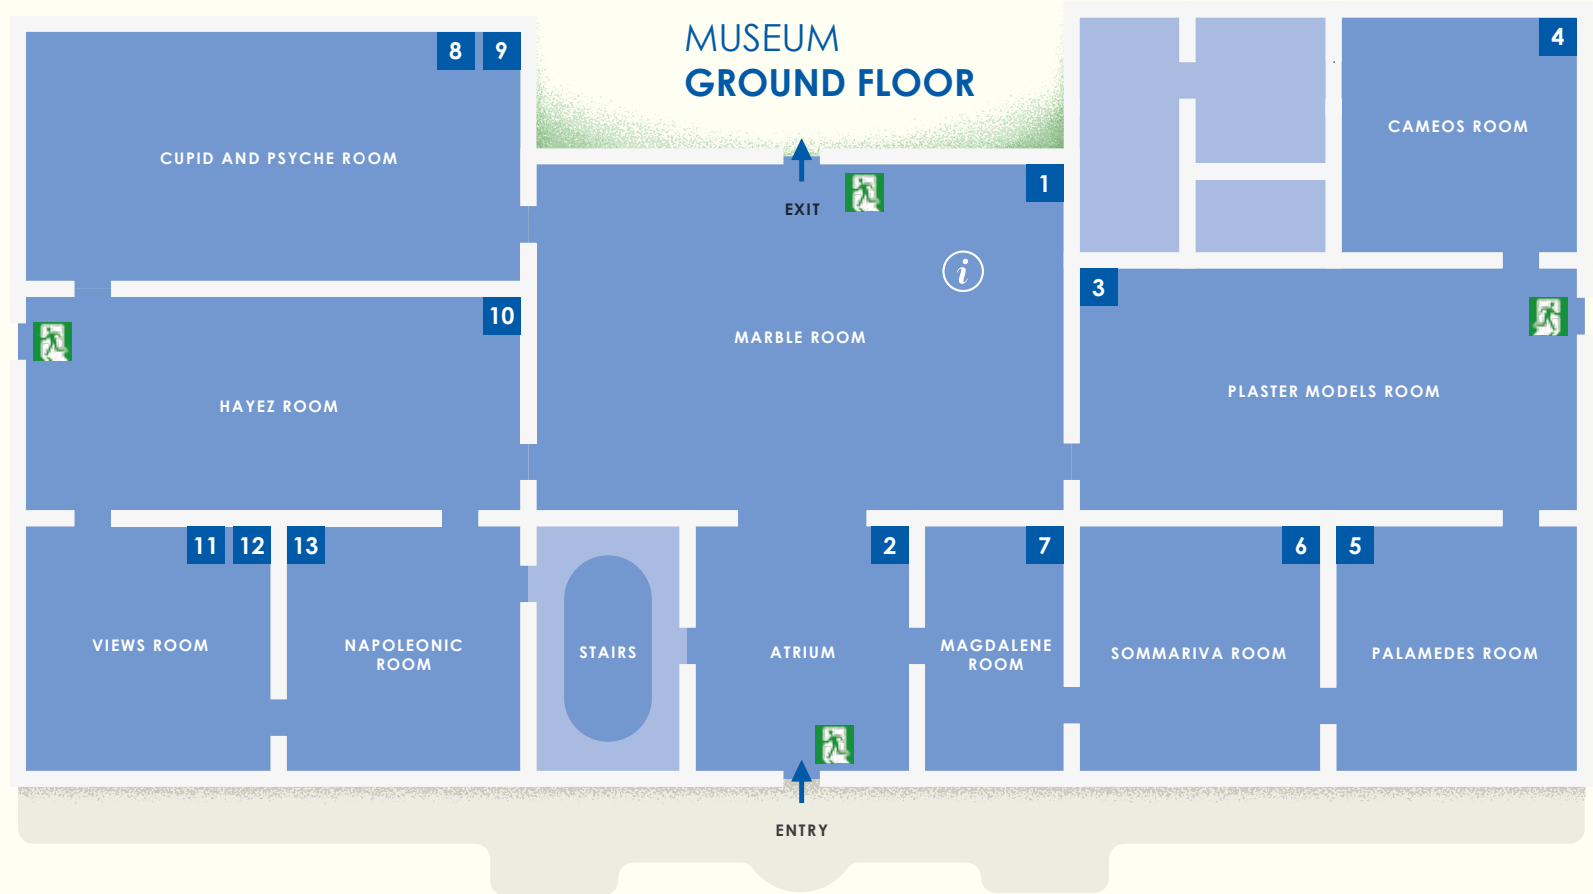 MUSEUM
GROUND FLOOR
8 9
4
CUPID AND PSYCHE ROOM
CAMEOS ROOM
1
EXIT
i
3
10
MARBLE ROOM
HAYEZ ROOM
PLASTER MODELS ROOM
11 12 13
2
7
6 5
VIEWS ROOM
NAPOLEONIC
ROOM
STAIRS
ATRIUM
MAGDALENE
ROOM
SOMMARIVA ROOM
PALAMEDES ROOM
ENTRY